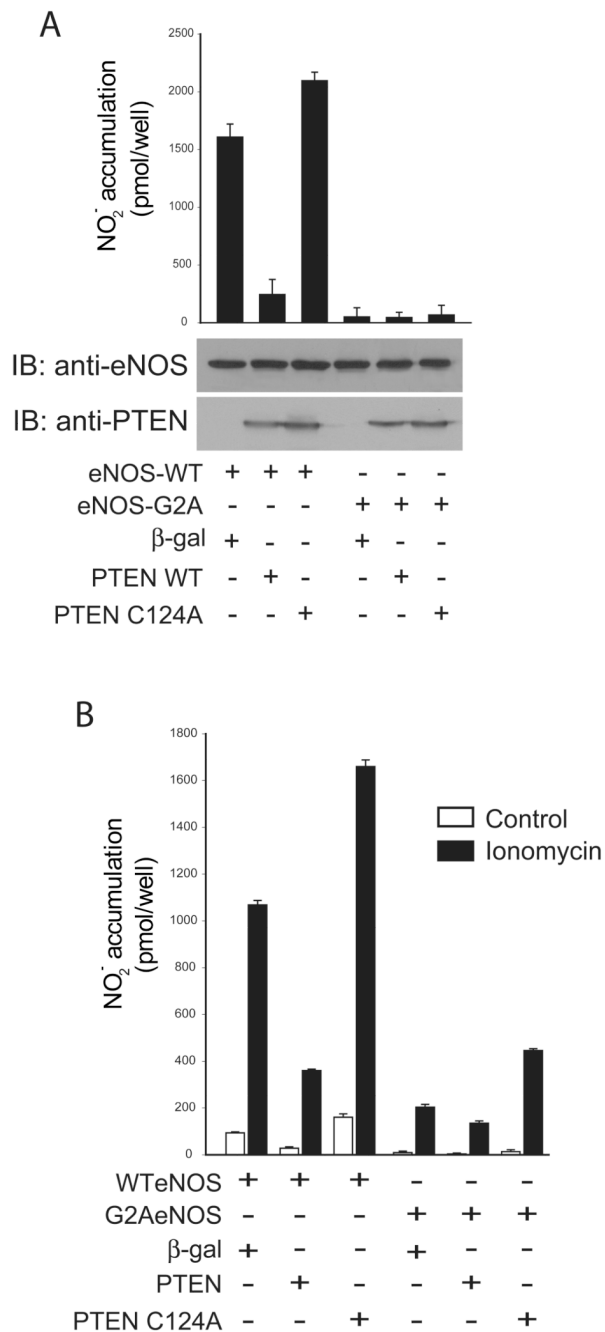 A
NO2- accumulation
(pmol/well)
2500
2000
1500
1000
500
0
IB: anti-eNOS
IB: anti-PTEN
eNOS-WT + + + - - -
eNOS-G2A - - - + + +
β-gal + - - + - -
PTEN WT - + - - + -
PTEN C124A - - + - - +
B
NO2- accumulation
(pmol/well)
1800
1600
1400
1200
1000
800
600
400
200
0
Control
Ionomycin
WTeNOS + + + - - -
G2AeNOS - - - + + +
β-gal + - - + - -
PTEN - + - - + -
PTEN C124A - - + - - +